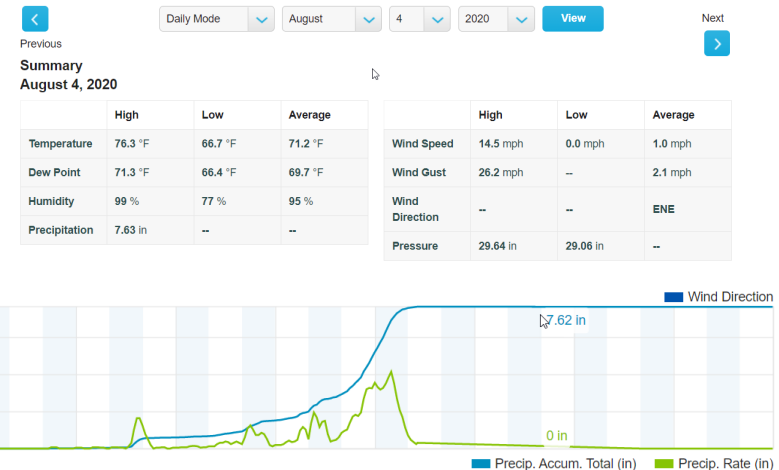 Daily Mode August 4 2020 View Next
Previous
Summary
August 4, 2020
High Low Average
Temperature 76.3 °F 66.7 °F 71.2 °F
Dew Point 71.3 °F 66.4 °F 69.7 °F
Humidity 99 % 77 % 95 %
Precipitation 7.63 in -- --
High Low Average
Wind Speed 14.5 mph 0.0 mph 1.0 mph
Wind Gust 26.2 mph -- 2.1 mph
Wind
Direction -- -- ENE
Pressure 29.64 in 29.06 in --
Wind Direction
7.62 in
0 in
Precip. Accum. Total (in) Precip. Rate (in)